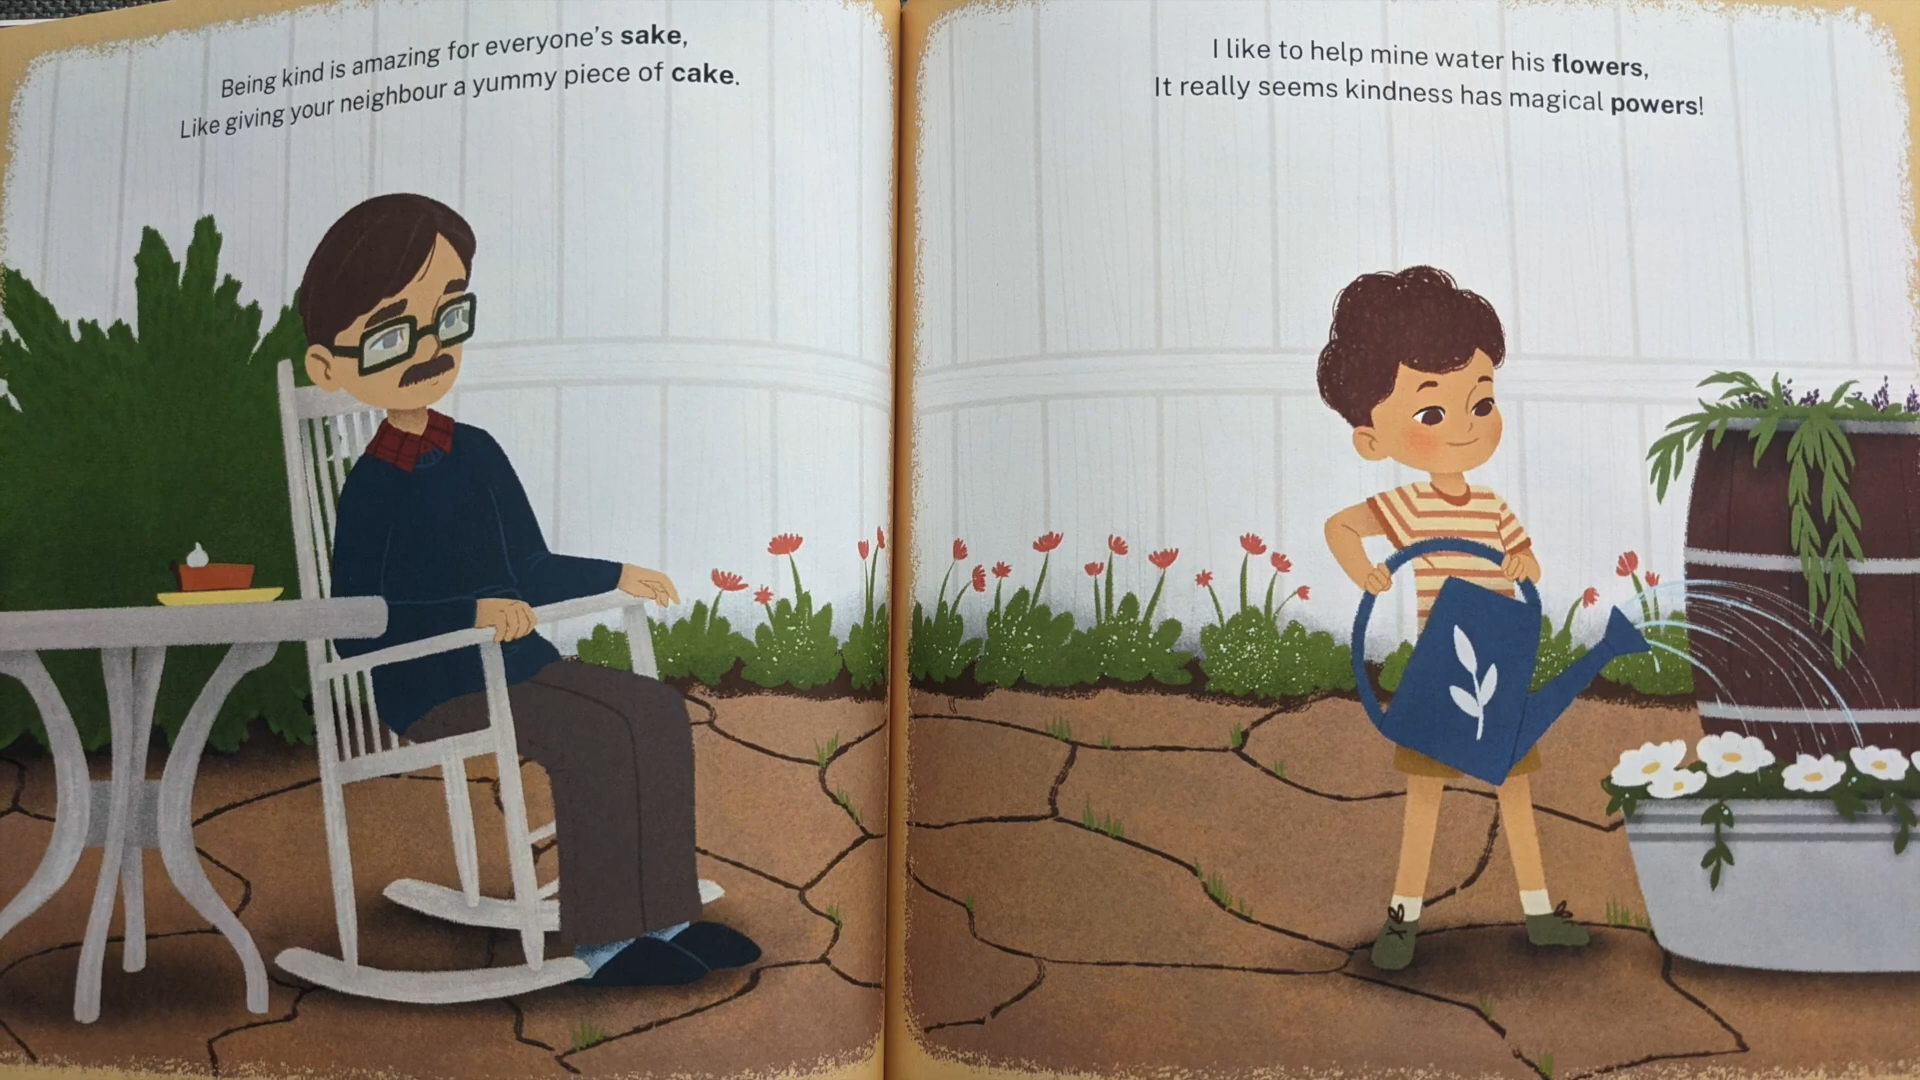 Being kind is amazing for everyone's sake,
Like giving your neighbour a yummy piece of cake.
I like to help mine water his flowers,
It really seems kindness has magical powers!